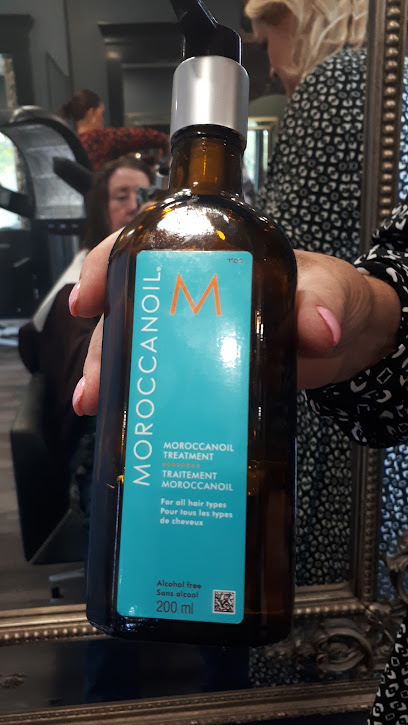 M
MOROCCANOIL®
MOROCCANOIL
TREATMENT
TRAITEMENT
MOROCCANOIL
For all hair types
Pour tous les types
de cheveux
Alcohol free
Sans alcool
200 ml